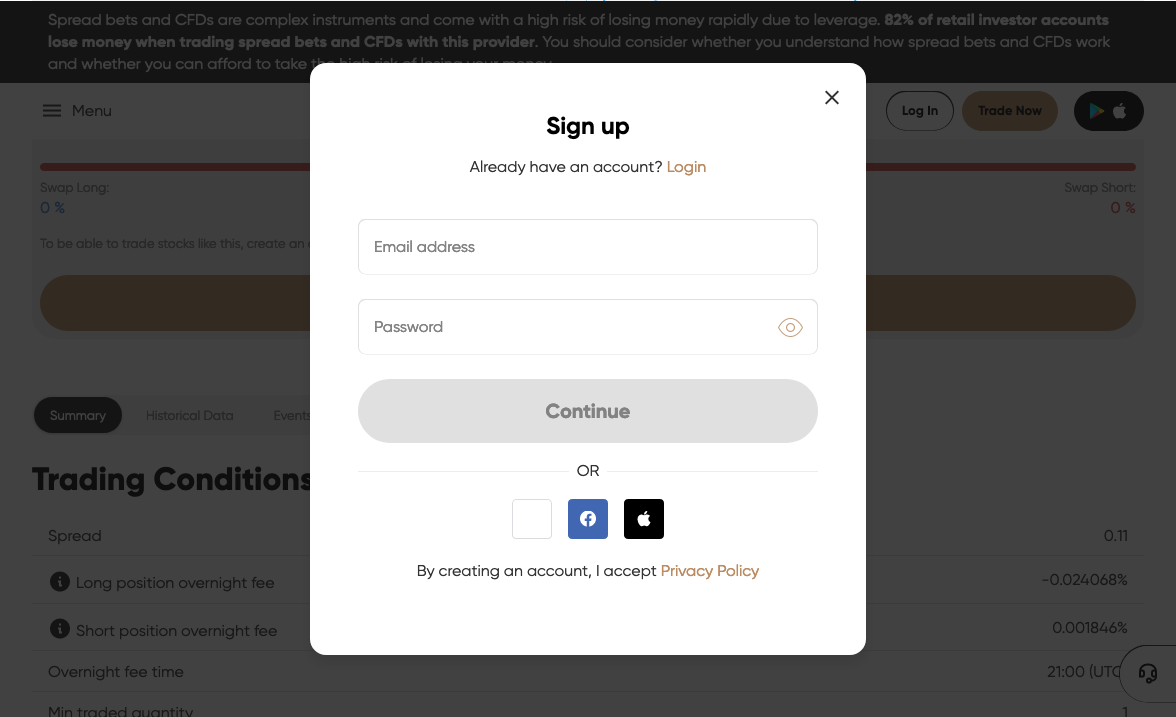 Spread bets and CFDs are complex instruments and come with a high risk of losing money rapidly due to leverage. 82% of retail investor accounts
lose money when trading spread bets and CFDs with this provider. You should consider whether you understand how spread bets and CFDs work
and whether you can afford to take the high risk of losing your money.
Menu
Log In
Trade Now
Sign up
Already have an account? Login
Swap Long:
Swap Short:
0 %
0 %
To be able to trade stocks like this, create an
Email address
Password
Continue
Summary
Historical Data
Events
OR
Trading Conditions
Spread
0.11
By creating an account, I accept Privacy Policy
Long position overnight fee
-0.024068%
Short position overnight fee
0.001846%
Overnight fee time
21:00 (UTC
Min traded quantity
1